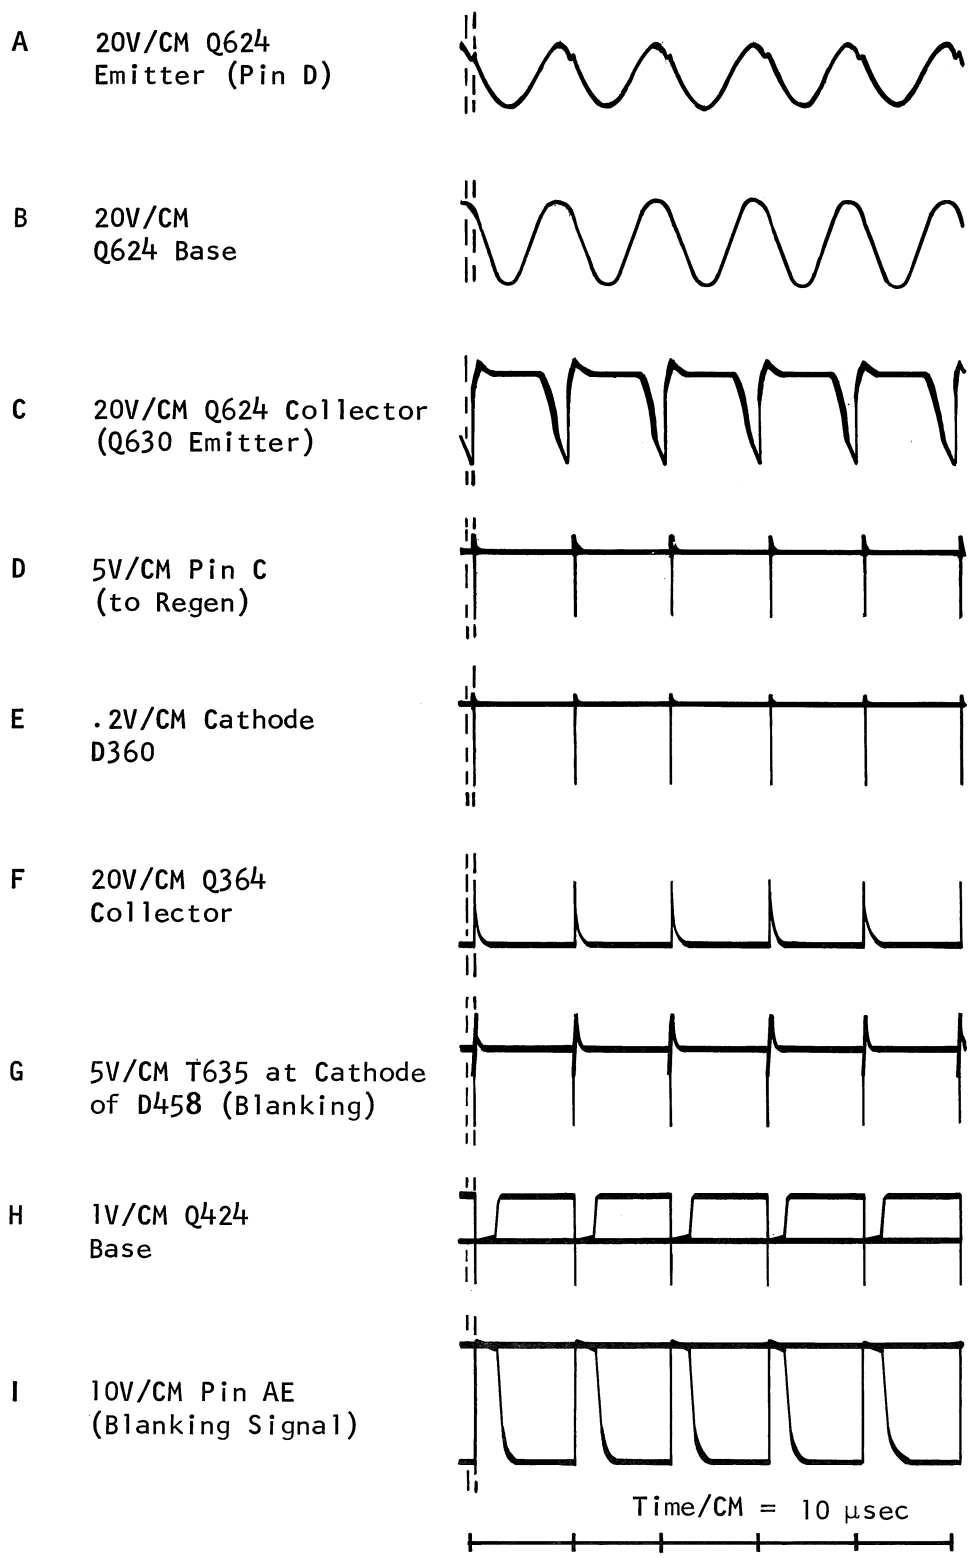 A 20V/CM Q624
Emitter (Pin D)
B 20V/CM
Q624 Base
C 20V/CM Q624 Collector
(Q630 Emitter)
D 5V/CM Pin C
(to Regen)
E .2V/CM Cathode
D360
F 20V/CM Q364
Collector
G 5V/CM T635 at Cathode
of D458 (Blanking)
H 1V/CM Q424
Base
I 10V/CM Pin AE
(Blanking Signal)
Time/CM = 10 μsec